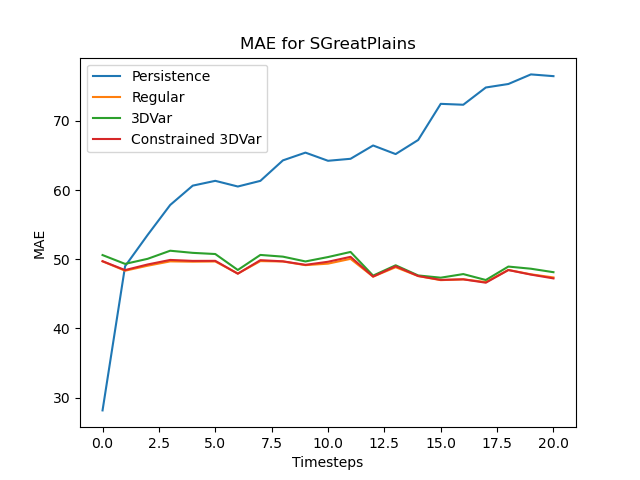 MAE for SGreatPlains
Persistence
Regular
3DVar
Constrained 3DVar
MAE
70
60
50
40
30
0.0 2.5 5.0 7.5 10.0 12.5 15.0 17.5 20.0
Timesteps